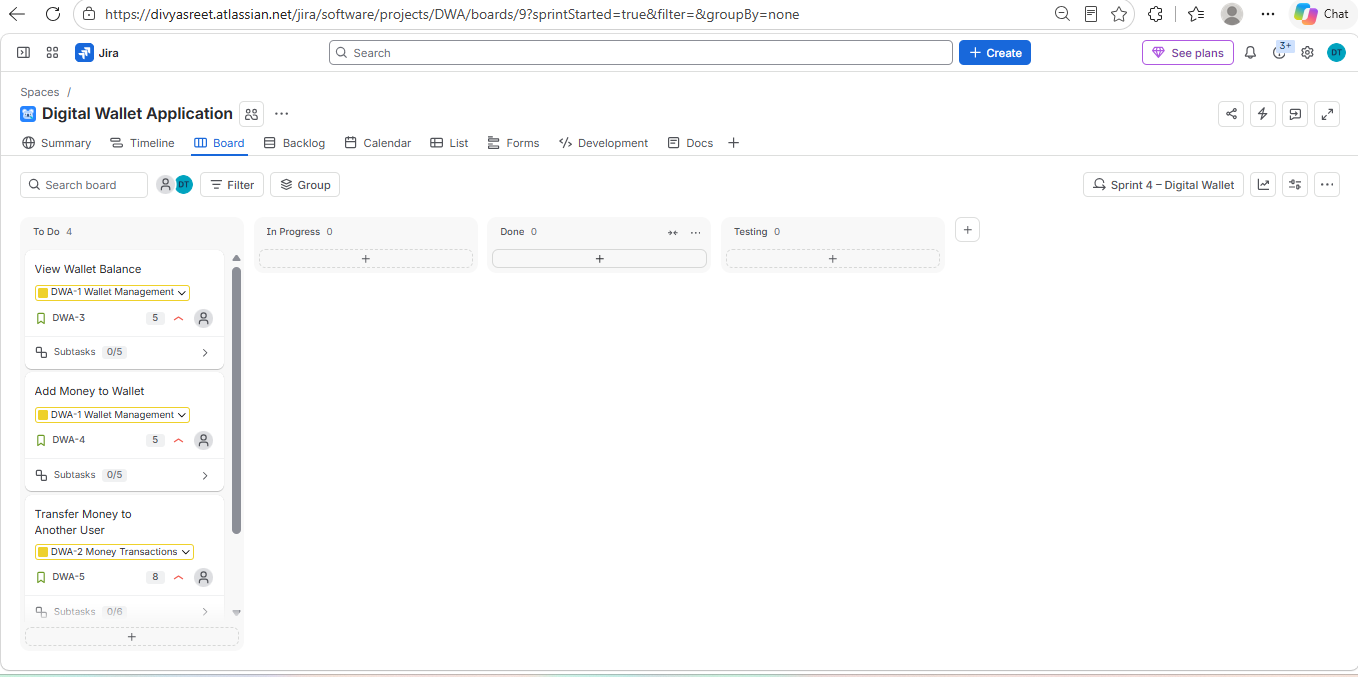 https://divyasreet.atlassian.net/jira/software/projects/DWA/boards/9?sprintStarted=true&filter=&groupBy=none
Chat
Jira
Search
Create
See plans
3+
DT
Spaces /
Digital Wallet Application
Summary
Timeline
Board
Backlog
Calendar
List
Forms
Development
Docs
Search board
DT
Filter
Group
Sprint 4 – Digital Wallet
To Do 4
In Progress 0
Done 0
Testing 0
View Wallet Balance
DWA-1 Wallet Management
DWA-3 5
Subtasks 0/5
Add Money to Wallet
DWA-1 Wallet Management
DWA-4 5
Subtasks 0/5
Transfer Money to
Another User
DWA-2 Money Transactions
DWA-5 8
Subtasks 0/6